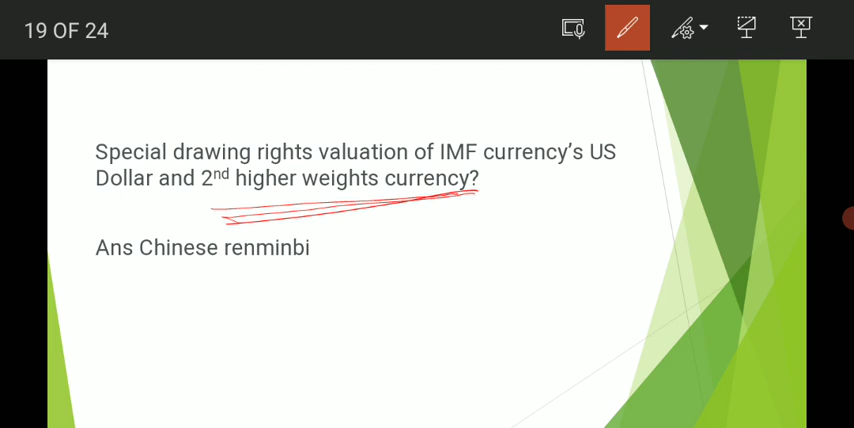 19 OF 24
Special drawing rights valuation of IMF currency's US
Dollar and 2nd higher weights currency?
Ans Chinese renminbi